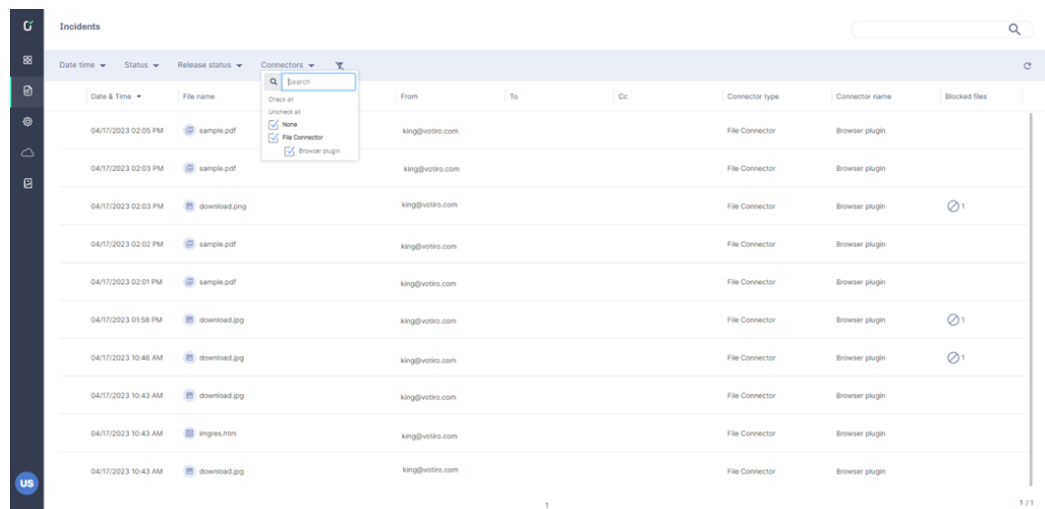 Incidents
Date time Status Release status Connectors
Search
Check all
Uncheck all
None
File Connector
Browser plugin
Date & Time File name From To Cc Connector type Connector name Blocked files
04/17/2023 02:05 PM sample.pdf king@votiro.com File Connector Browser plugin
04/17/2023 02:03 PM sample.pdf king@votiro.com File Connector Browser plugin
04/17/2023 02:03 PM download.png king@votiro.com File Connector Browser plugin 1
04/17/2023 02:02 PM sample.pdf king@votiro.com File Connector Browser plugin
04/17/2023 02:01 PM sample.pdf king@votiro.com File Connector Browser plugin
04/17/2023 01:58 PM download.jpg king@votiro.com File Connector Browser plugin 1
04/17/2023 10:46 AM download.jpg king@votiro.com File Connector Browser plugin 1
04/17/2023 10:43 AM download.jpg king@votiro.com File Connector Browser plugin
04/17/2023 10:43 AM imgres.htm king@votiro.com File Connector Browser plugin
04/17/2023 10:43 AM download.jpg king@votiro.com File Connector Browser plugin
US
1
1 / 1